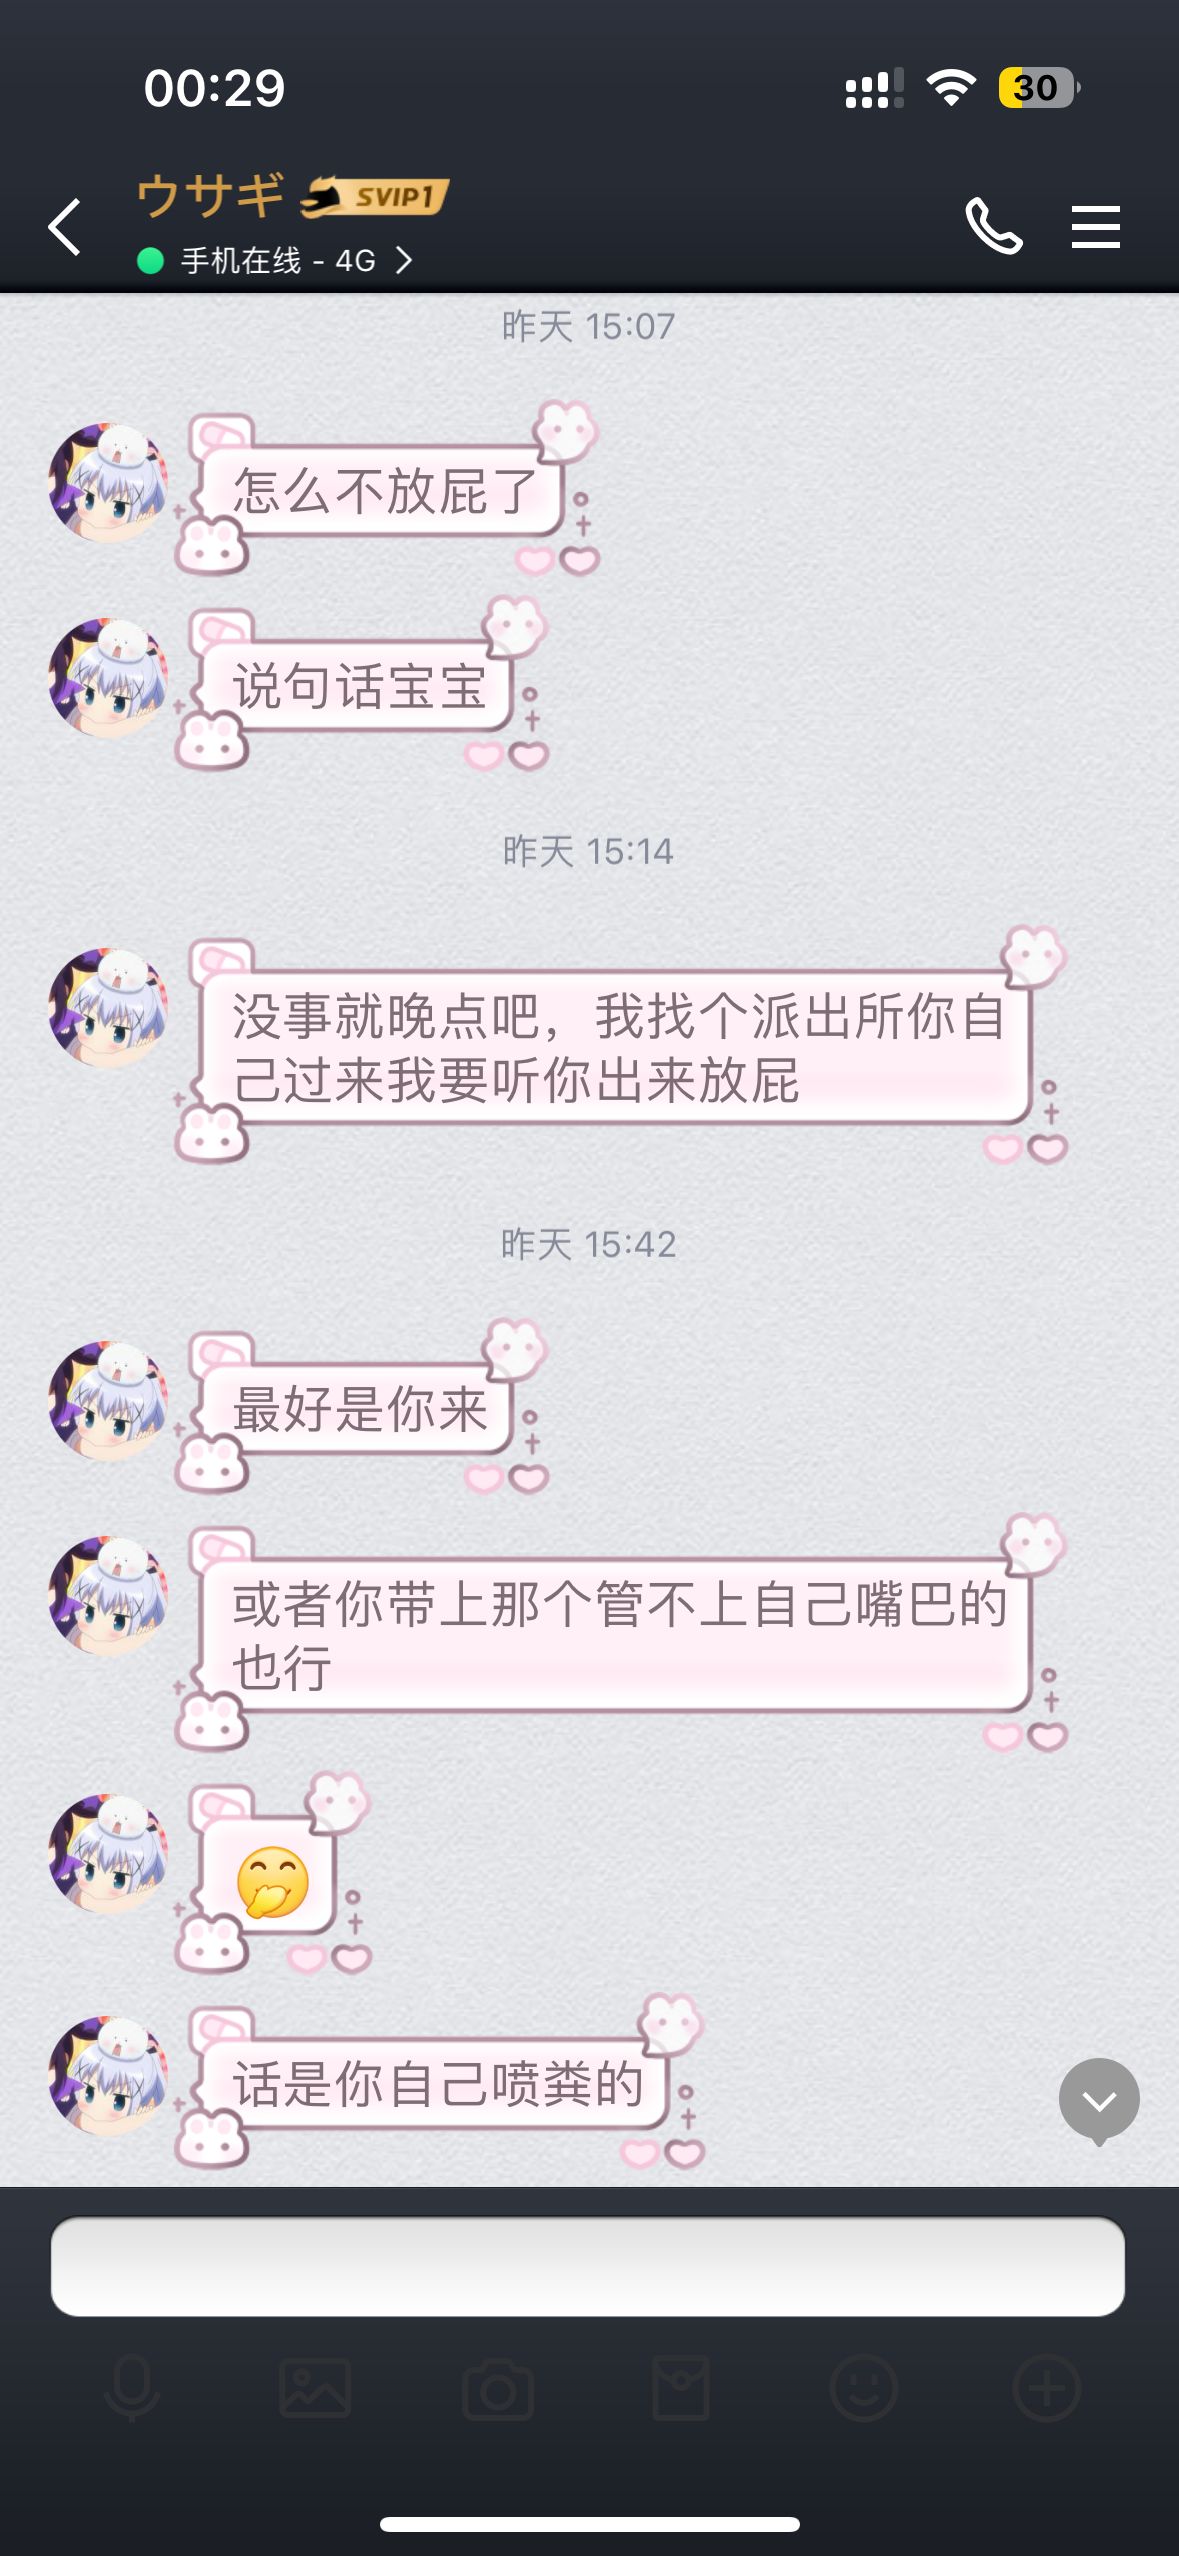 00:29
30
ウサギ SVIP1
手机在线 - 4G
昨天 15:07
怎么不放屁了
说句话宝宝
昨天 15:14
没事就晚点吧，我找个派出所你自
己过来我要听你出来放屁
昨天 15:42
最好是你来
或者你带上那个管不上自己嘴巴的
也行
🤭
话是你自己喷粪的